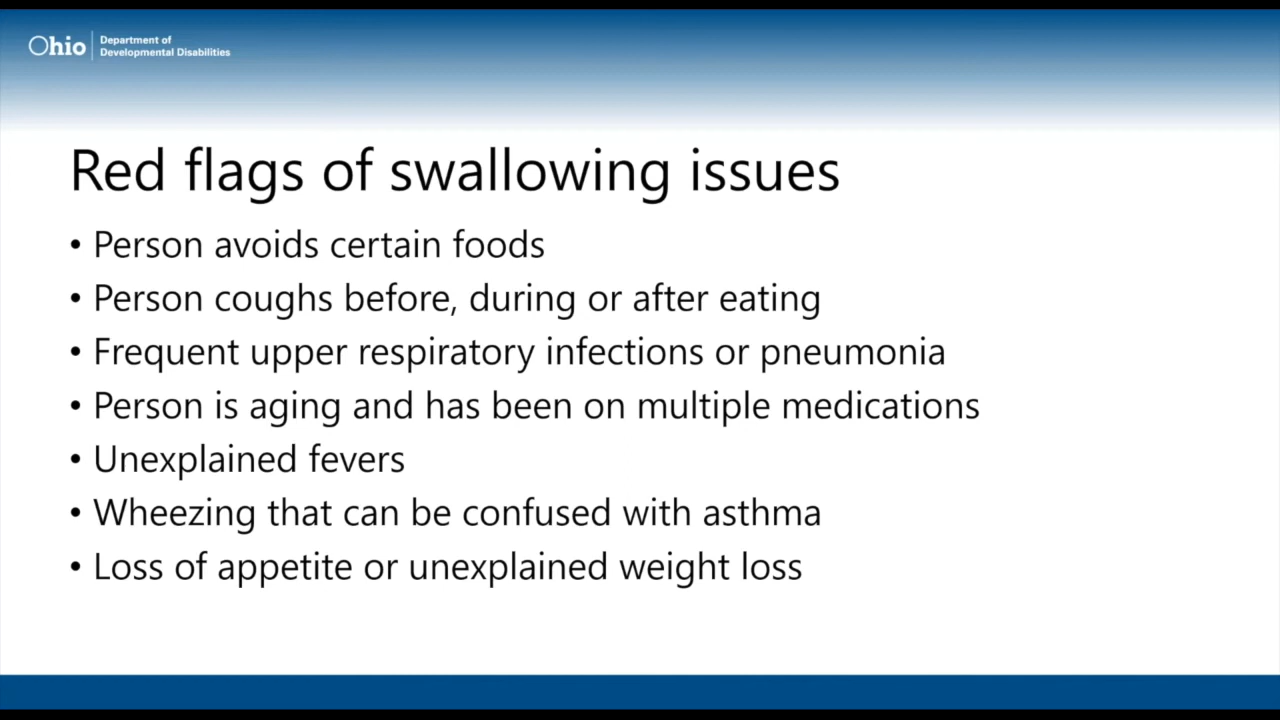 Ohio
Department of
Developmental Disabilities
Red flags of swallowing issues
• Person avoids certain foods
• Person coughs before, during or after eating
• Frequent upper respiratory infections or pneumonia
• Person is aging and has been on multiple medications
• Unexplained fevers
• Wheezing that can be confused with asthma
• Loss of appetite or unexplained weight loss